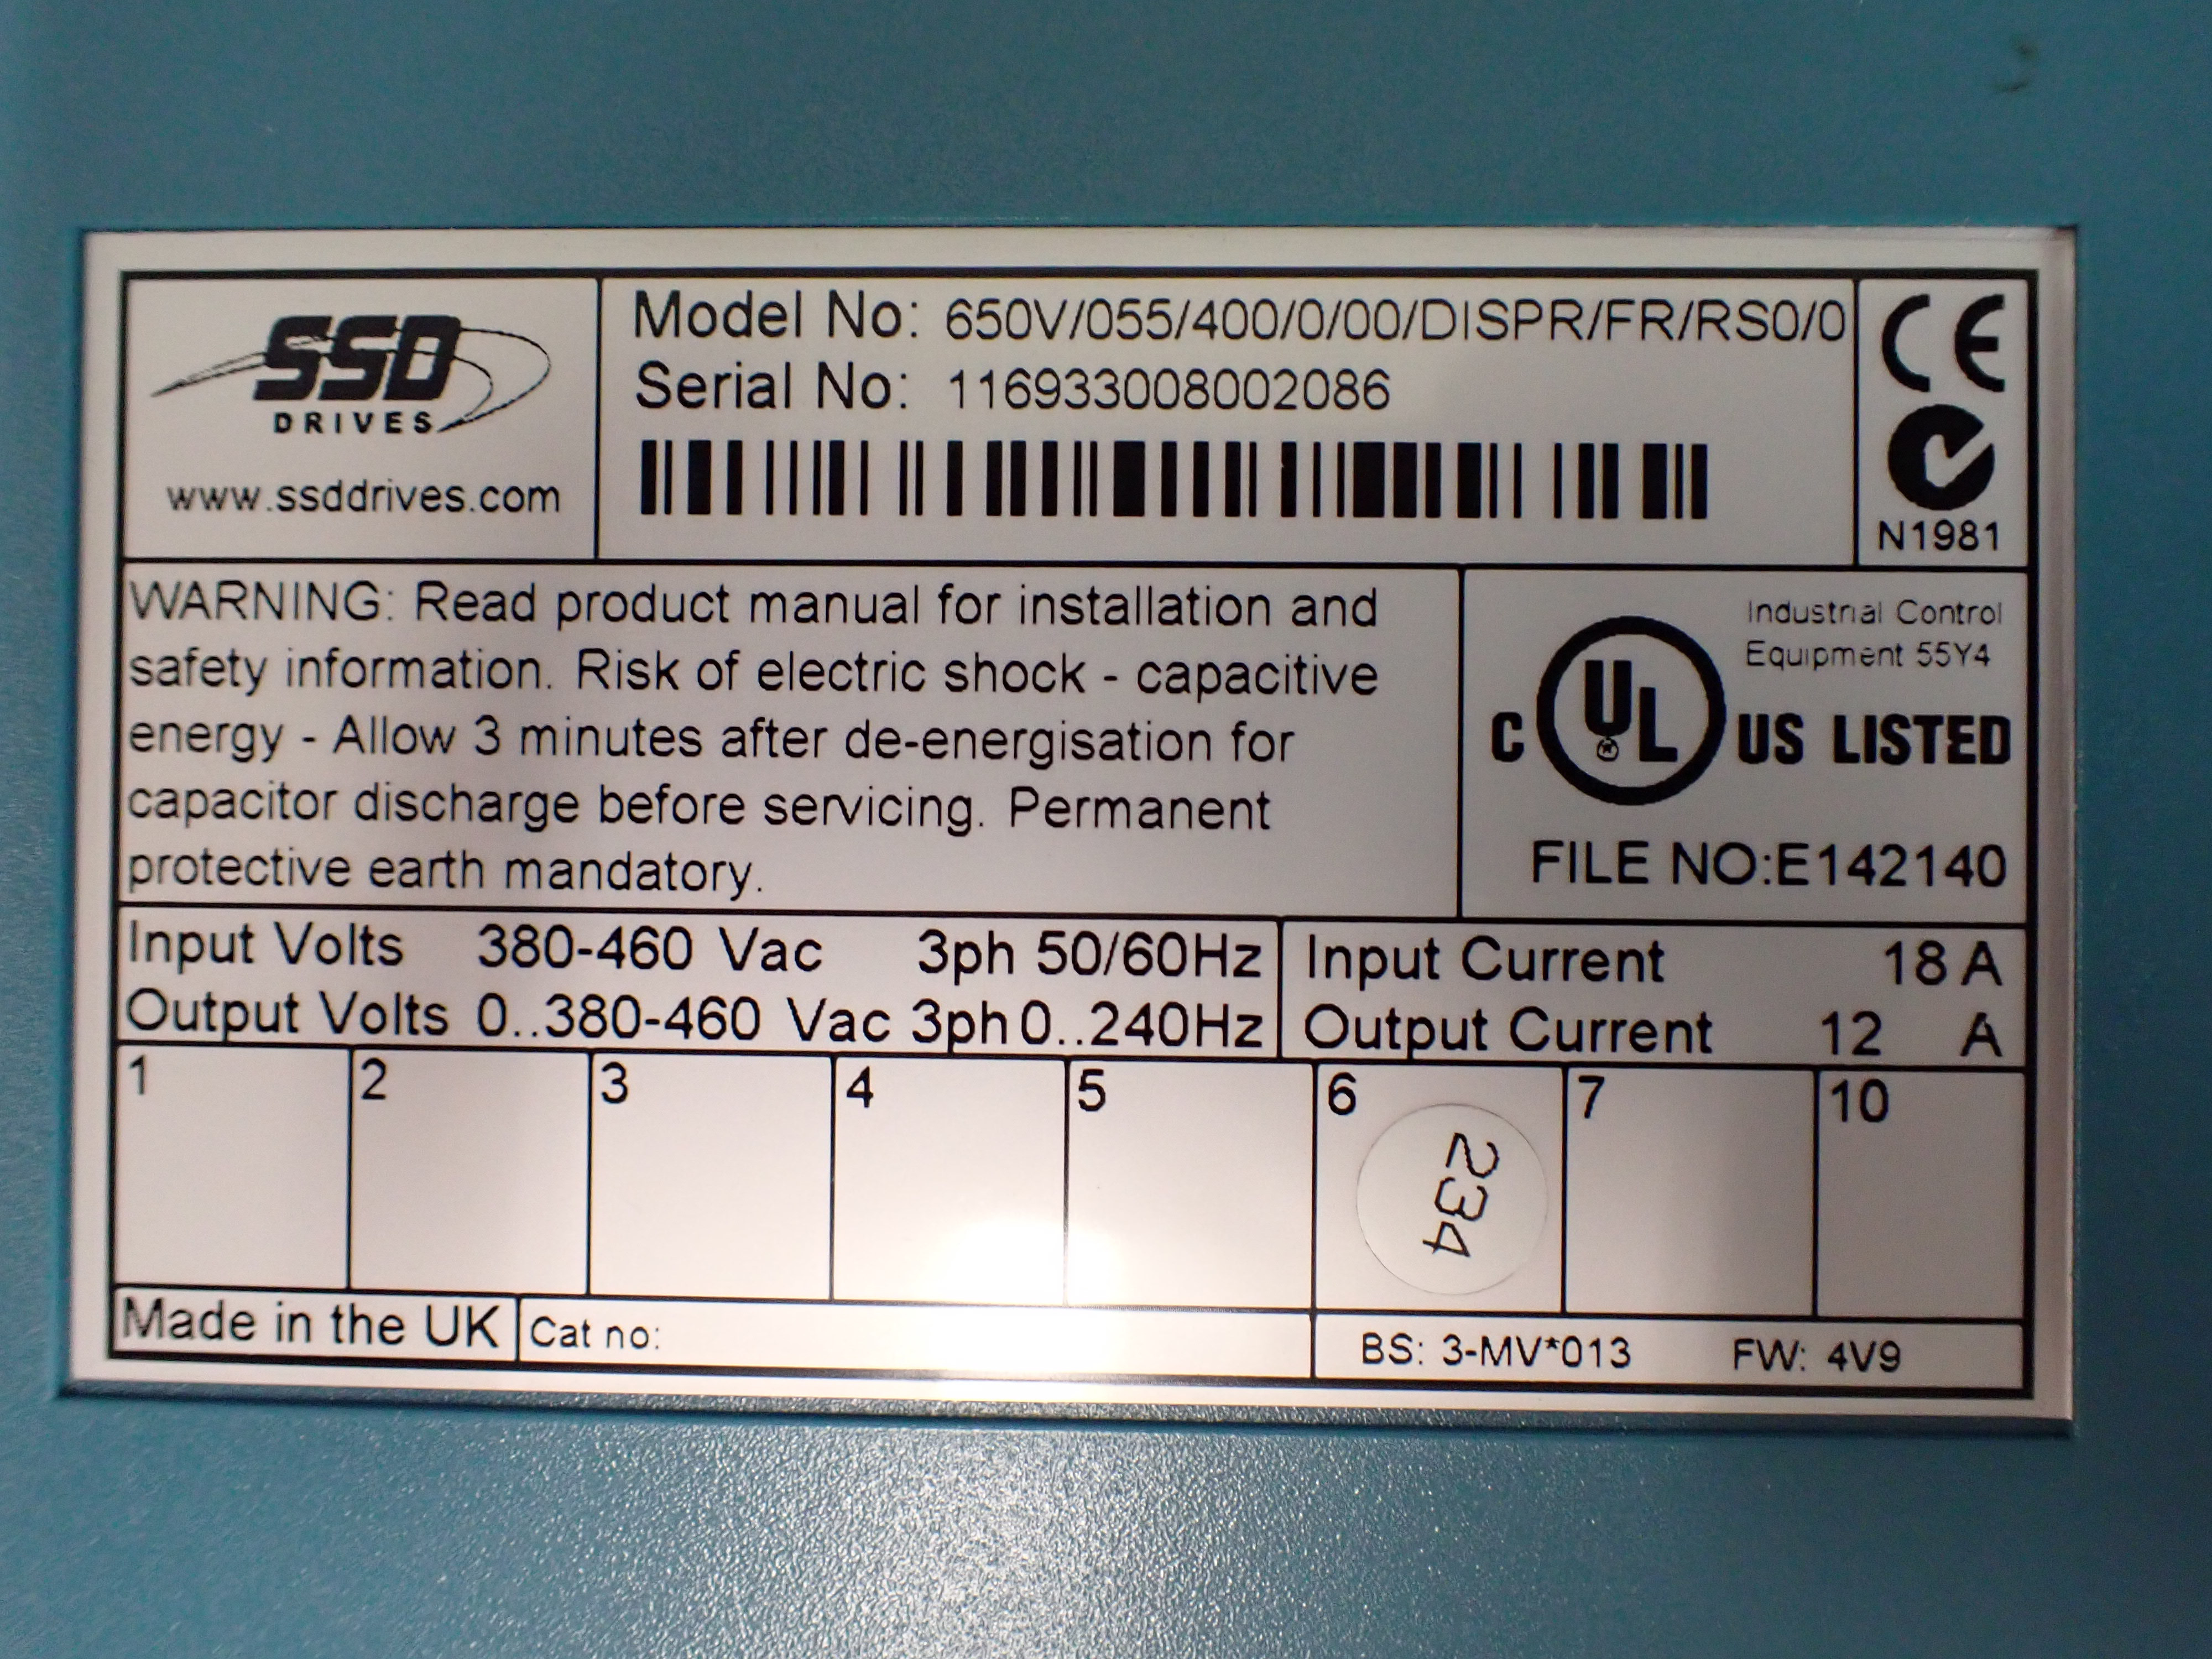 SSD
DRIVES
www.ssddrives.com
Model No: 650V/055/400/0/00/DISPR/FR/RS0/0
Serial No: 116933008002086
CE
N1981
WARNING: Read product manual for installation and
safety information. Risk of electric shock - capacitive
energy - Allow 3 minutes after de-energisation for
capacitor discharge before servicing. Permanent
protective earth mandatory.
Industrial Control
Equipment 55Y4
C UL US LISTED
FILE NO:E142140
Input Volts 380-460 Vac 3ph 50/60Hz
Output Volts 0..380-460 Vac 3ph 0..240Hz
Input Current 18 A
Output Current 12 A
1 2 3 4 5 6 7 10
234
Made in the UK
Cat no:
BS: 3-MV*013 FW: 4V9